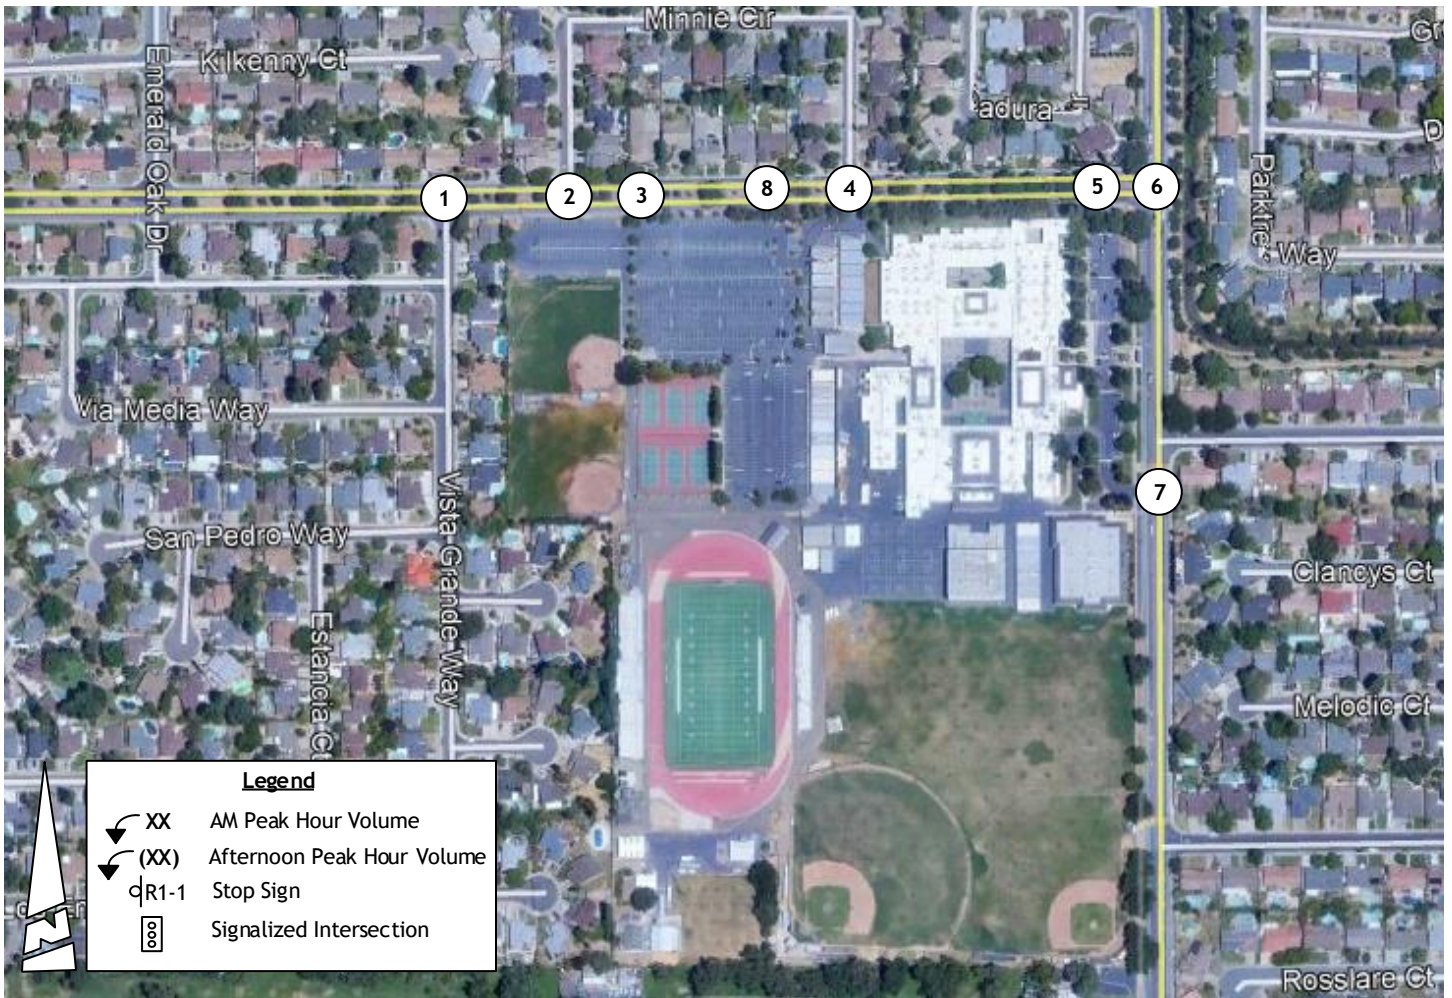 Minnie Cir
Kilkenny Ct
Emerald Oak Dr
adura
Parktre
Way
1
2
3
8
4
5
6
7
Via Media Way
San Pedro Way
Vista Grande Way
Estancia Ct
Clancys Ct
Melodic Ct
Rosslare Ct
Legend
XX AM Peak Hour Volume
(XX) Afternoon Peak Hour Volume
R1-1 Stop Sign
Signalized Intersection